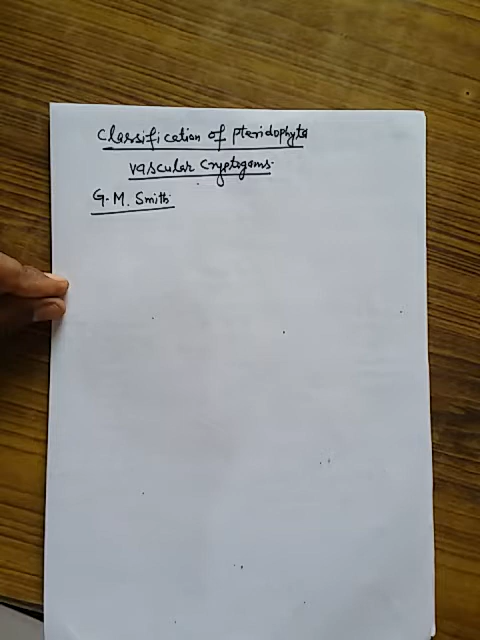 Classification of pteridophyta
vascular cryptogams.
G.M. Smith